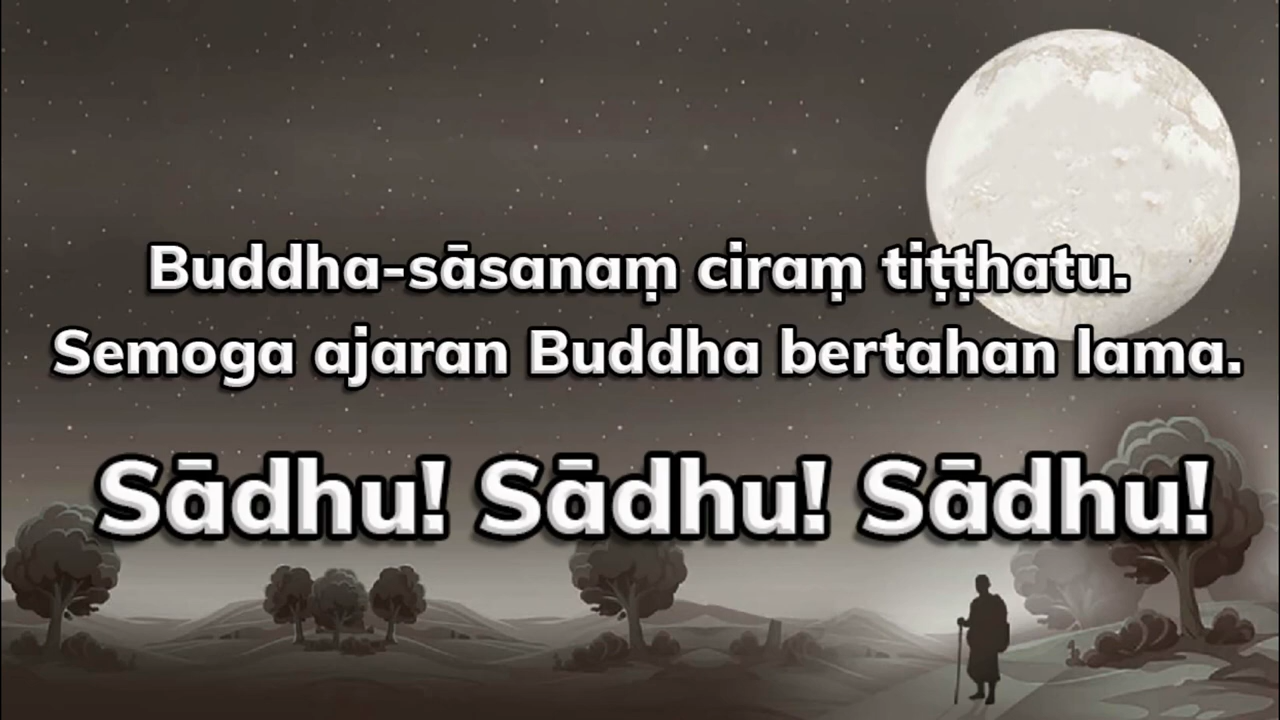 Buddha-sāsanaṃ ciraṃ tiṭṭhatu.
Semoga ajaran Buddha bertahan lama.
Sādhu! Sādhu! Sādhu!